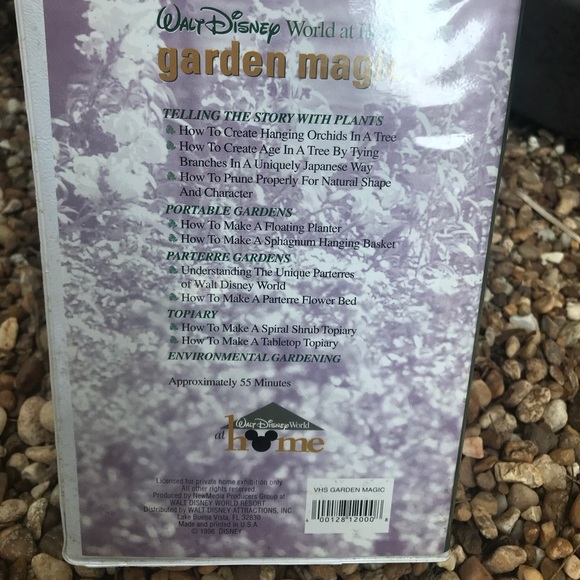 Walt Disney World at
garden magic
TELLING THE STORY WITH PLANTS
How To Create Hanging Orchids In A Tree
How To Create Age In A Tree By Tying
Branches In A Uniquely Japanese Way
How To Prune Properly For Natural Shape
And Character
PORTABLE GARDENS
How To Make A Floating Planter
How To Make A Sphagnum Hanging Basket
PARTERRE GARDENS
Understanding The Unique Parterres
of Walt Disney World
How To Make A Parterre Flower Bed
TOPIARY
How To Make A Spiral Shrub Topiary
How To Make A Tabletop Topiary
ENVIRONMENTAL GARDENING
Approximately 55 Minutes
Walt Disney World
at home
Licensed for private home exhibition only.
All other rights reserved.
Produced by NewMedia Producers Group at
WALT DISNEY WORLD RESORT
Distributed by WALT DISNEY ATTRACTIONS, INC.
Lake Buena Vista, FL 32830
Made and printed in U.S.A.
© 1996 DISNEY
VHS GARDEN MAGIC
4 00128 12000 8